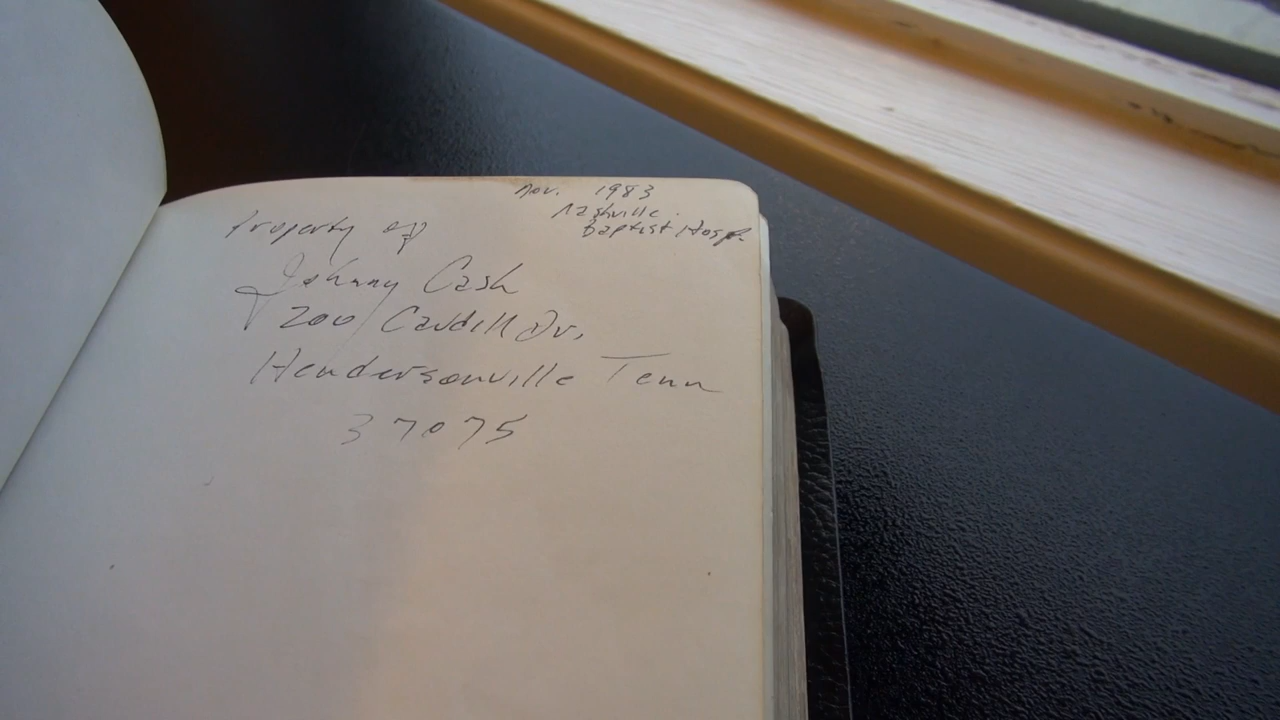 Nov. 1983
Nashville.
Baptist Hosp.
Property of
Johnny Cash
200 Caudill Dr.
Hendersonville Tenn
37075